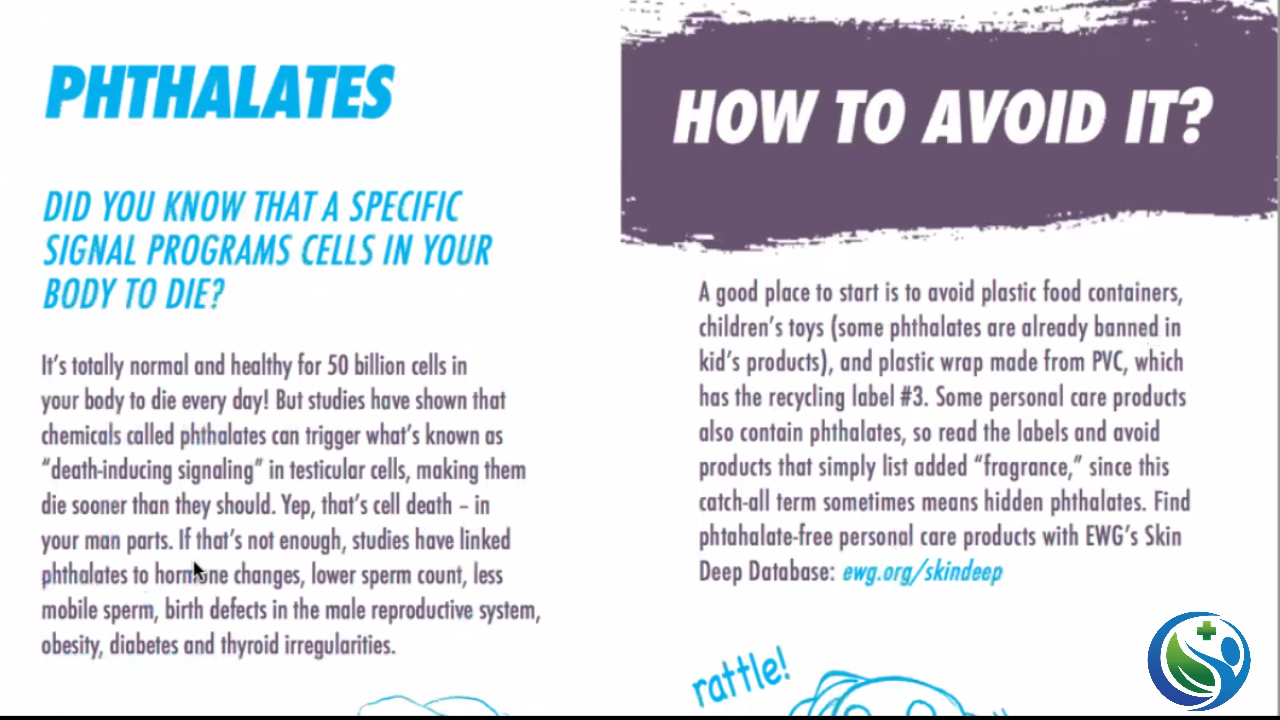 PHTHALATES
DID YOU KNOW THAT A SPECIFIC
SIGNAL PROGRAMS CELLS IN YOUR
BODY TO DIE?
It's totally normal and healthy for 50 billion cells in
your body to die every day! But studies have shown that
chemicals called phthalates can trigger what's known as
“death-inducing signaling” in testicular cells, making them
die sooner than they should. Yep, that's cell death – in
your man parts. If that's not enough, studies have linked
phthalates to hormone changes, lower sperm count, less
mobile sperm, birth defects in the male reproductive system,
obesity, diabetes and thyroid irregularities.
HOW TO AVOID IT?
A good place to start is to avoid plastic food containers,
children's toys (some phthalates are already banned in
kid's products), and plastic wrap made from PVC, which
has the recycling label #3. Some personal care products
also contain phthalates, so read the labels and avoid
products that simply list added “fragrance,” since this
catch-all term sometimes means hidden phthalates. Find
phtahalate-free personal care products with EWG's Skin
Deep Database: ewg.org/skindeep
rattle!